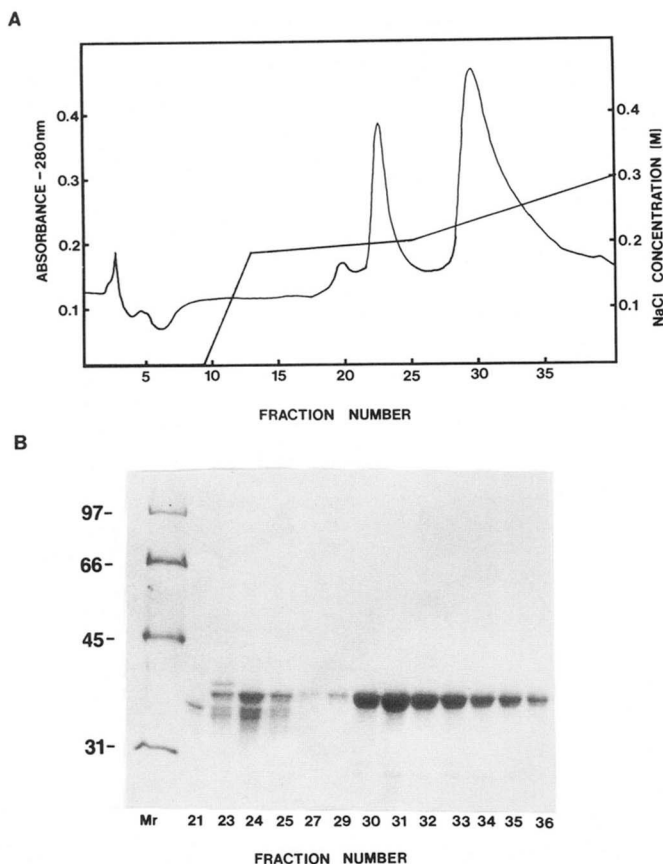 A
ABSORBANCE - 280nm
0.4
0.3
0.2
0.1
0.4
0.3
0.2
0.1
NaCl CONCENTRATION [M]
5 10 15 20 25 30 35
FRACTION NUMBER
B
97-
66-
45-
31-
Mr 21 23 24 25 27 29 30 31 32 33 34 35 36
FRACTION NUMBER